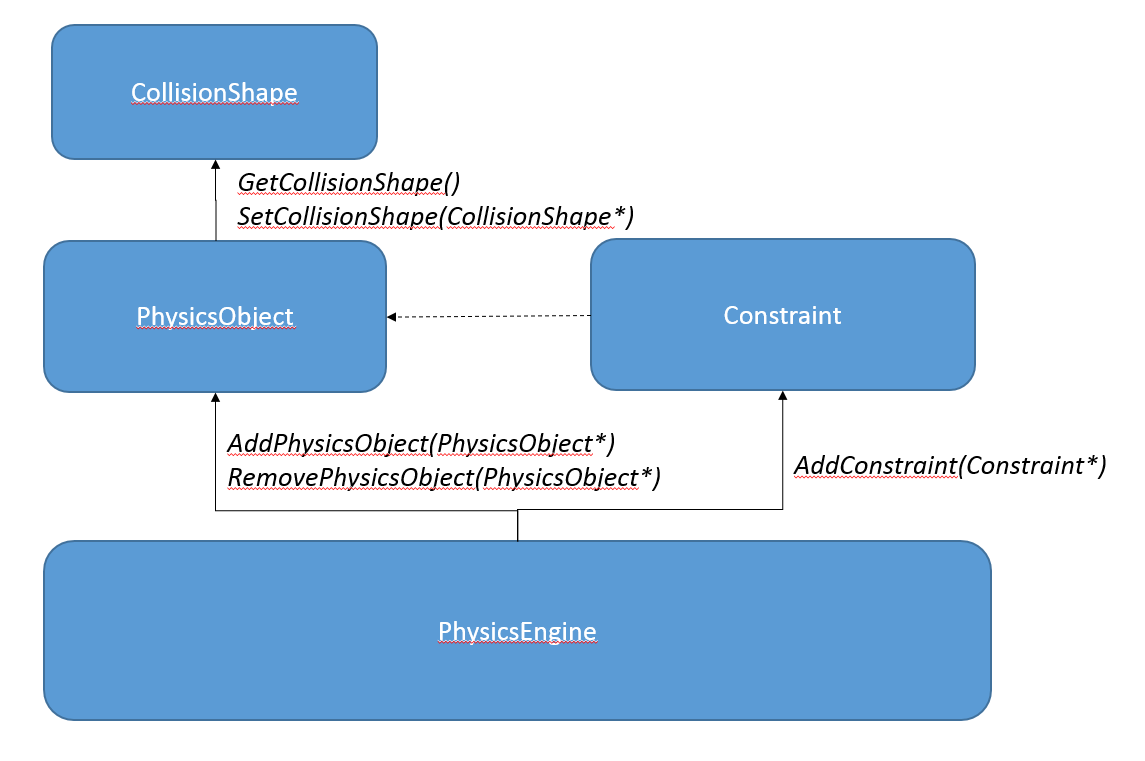 CollisionShape
GetCollisionShape()
SetCollisionShape(CollisionShape*)
PhysicsObject
Constraint
AddPhysicsObject(PhysicsObject*)
RemovePhysicsObject(PhysicsObject*)
AddConstraint(Constraint*)
PhysicsEngine